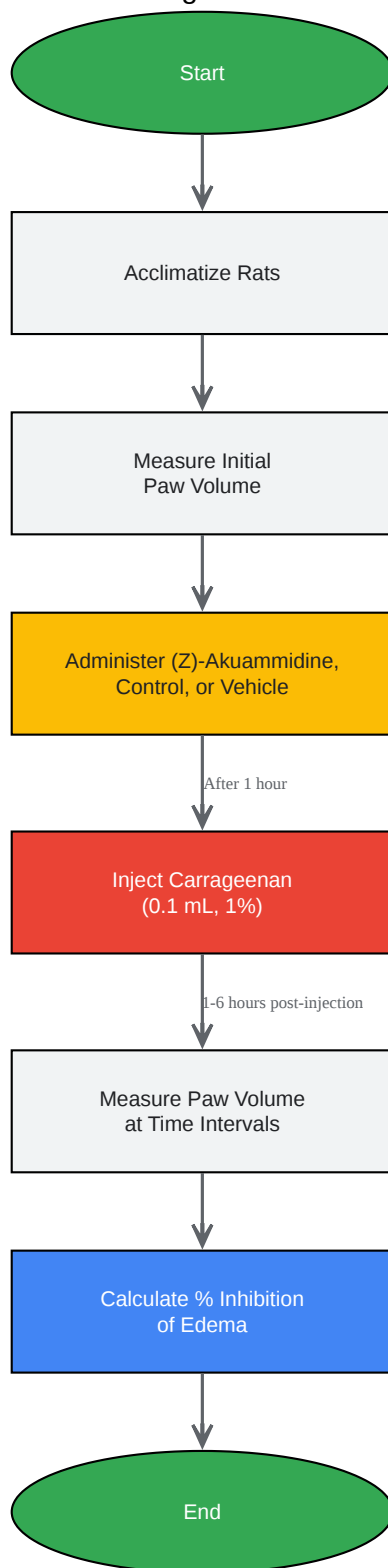 Start
Acclimatize Rats
Measure Initial
Paw Volume
Administer (Z)-Akuammidine,
Control, or Vehicle
After 1 hour
Inject Carrageenan
(0.1 mL, 1%)
1-6 hours post-injection
Measure Paw Volume
at Time Intervals
Calculate % Inhibition
of Edema
End